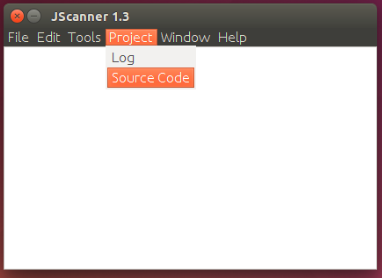 JScanner 1.3
File Edit Tools Project Window Help
Log
Source Code